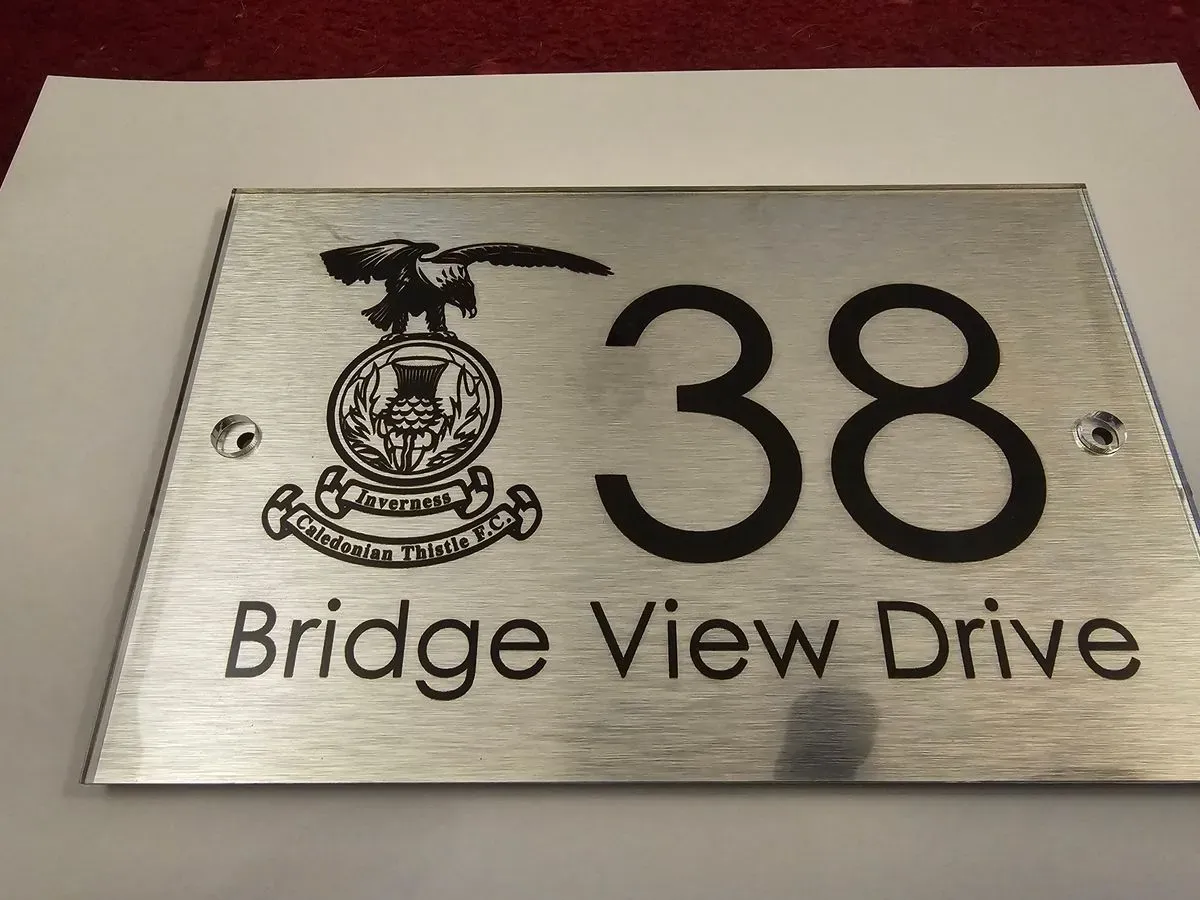 Inverness
Caledonian Thistle F.C.
38
Bridge View Drive